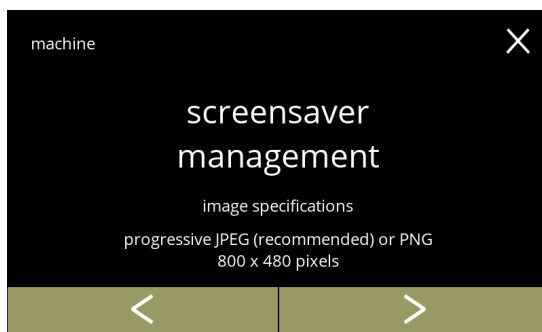 machine
screensaver
management
image specifications
progressive JPEG (recommended) or PNG
800 x 480 pixels